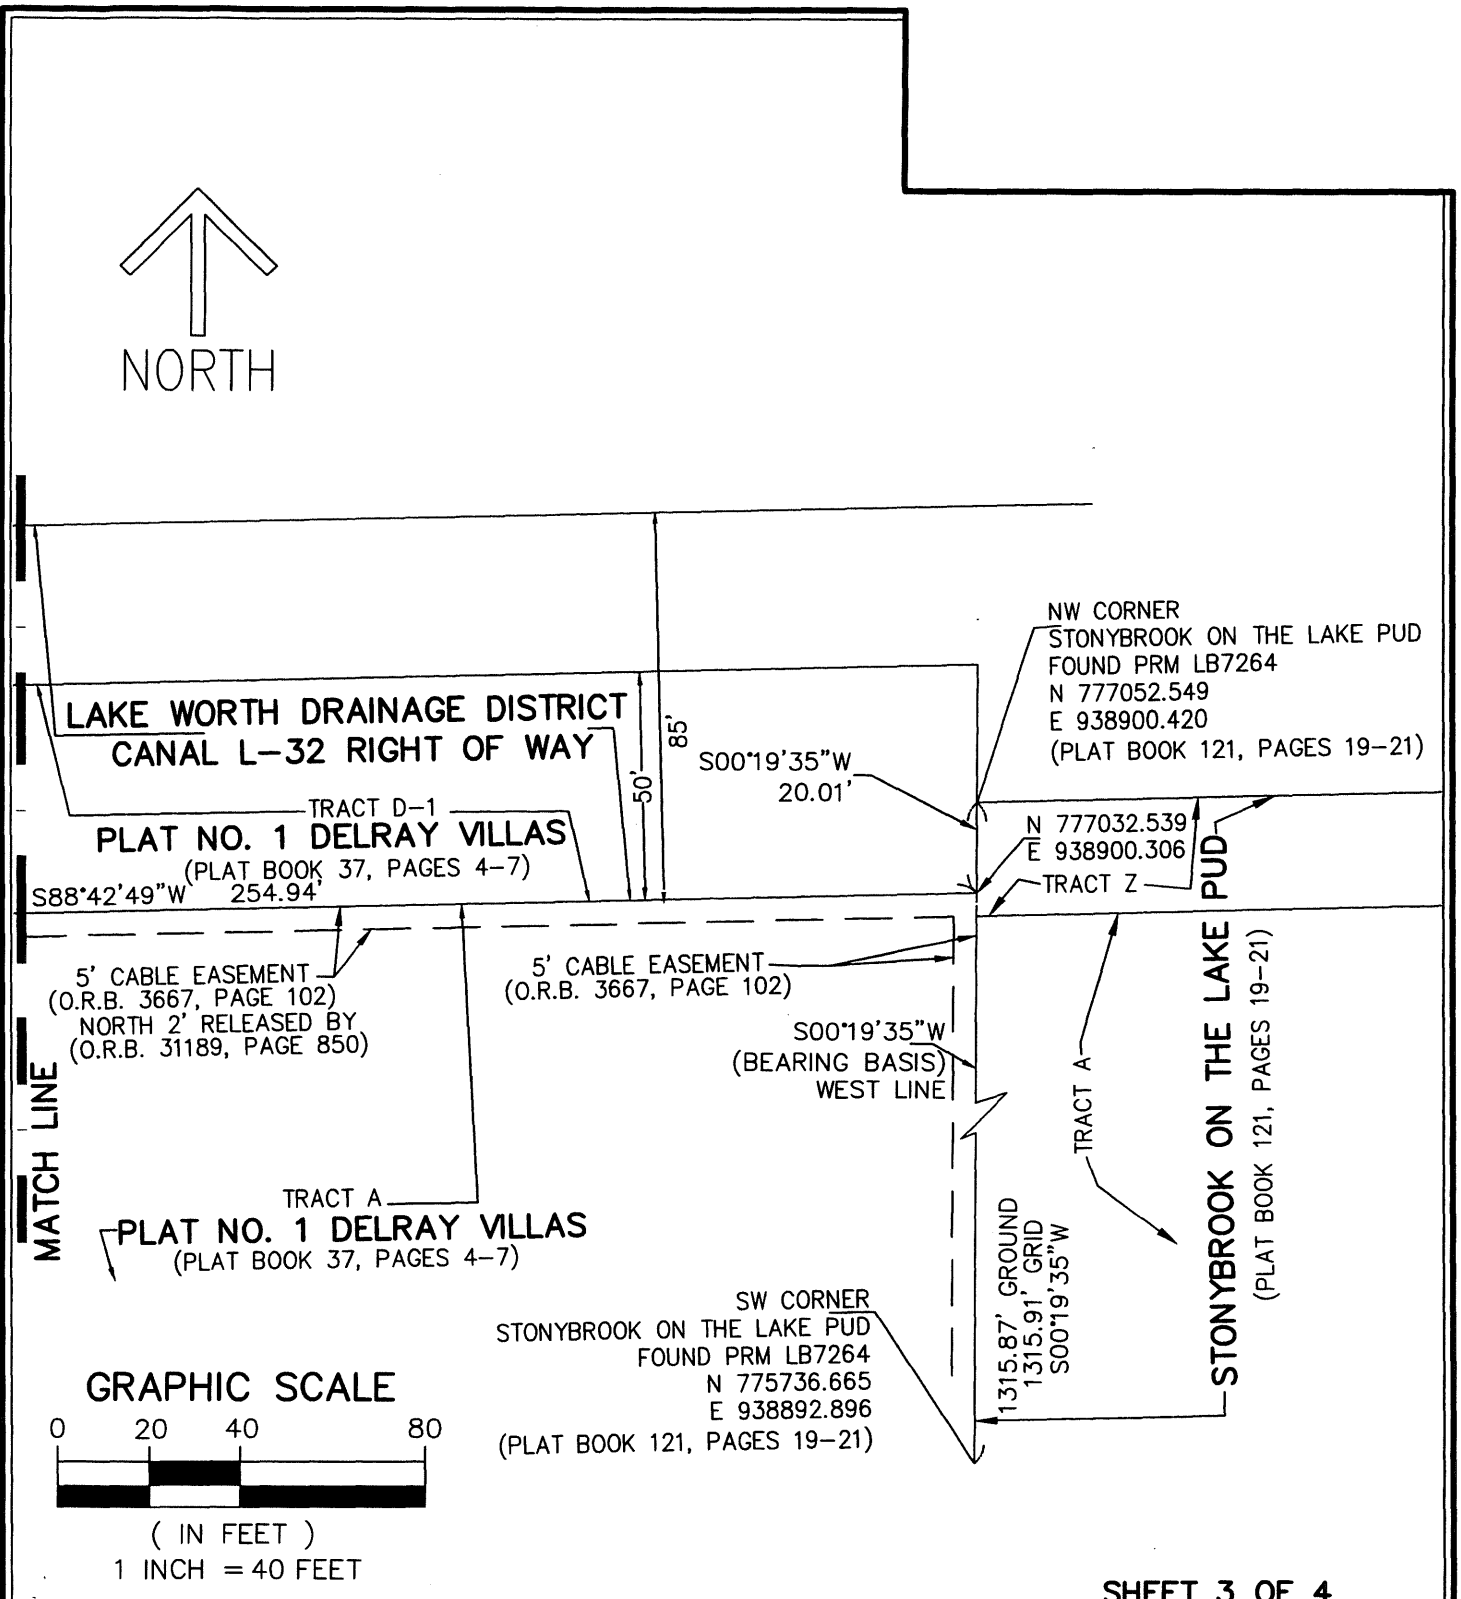 NORTH
NW CORNER
STONYBROOK ON THE LAKE PUD
FOUND PRM LB7264
N 777052.549
E 938900.420
(PLAT BOOK 121, PAGES 19-21)
LAKE WORTH DRAINAGE DISTRICT
CANAL L-32 RIGHT OF WAY
85'
50'
S00°19'35"W
20.01'
TRACT D-1
PLAT NO. 1 DELRAY VILLAS
(PLAT BOOK 37, PAGES 4-7)
S88°42'49"W 254.94'
N 777032.539
E 938900.306
TRACT Z
5' CABLE EASEMENT
(O.R.B. 3667, PAGE 102)
NORTH 2' RELEASED BY
(O.R.B. 31189, PAGE 850)
5' CABLE EASEMENT
(O.R.B. 3667, PAGE 102)
S00°19'35"W
(BEARING BASIS)
WEST LINE
MATCH LINE
TRACT A
STONYBROOK ON THE LAKE PUD
(PLAT BOOK 121, PAGES 19-21)
TRACT A
PLAT NO. 1 DELRAY VILLAS
(PLAT BOOK 37, PAGES 4-7)
1315.87' GROUND
1315.91' GRID
S00°19'35"W
SW CORNER
STONYBROOK ON THE LAKE PUD
FOUND PRM LB7264
N 775736.665
E 938892.896
(PLAT BOOK 121, PAGES 19-21)
GRAPHIC SCALE
0 20 40 80
( IN FEET )
1 INCH = 40 FEET
SHEET 3 OF 4